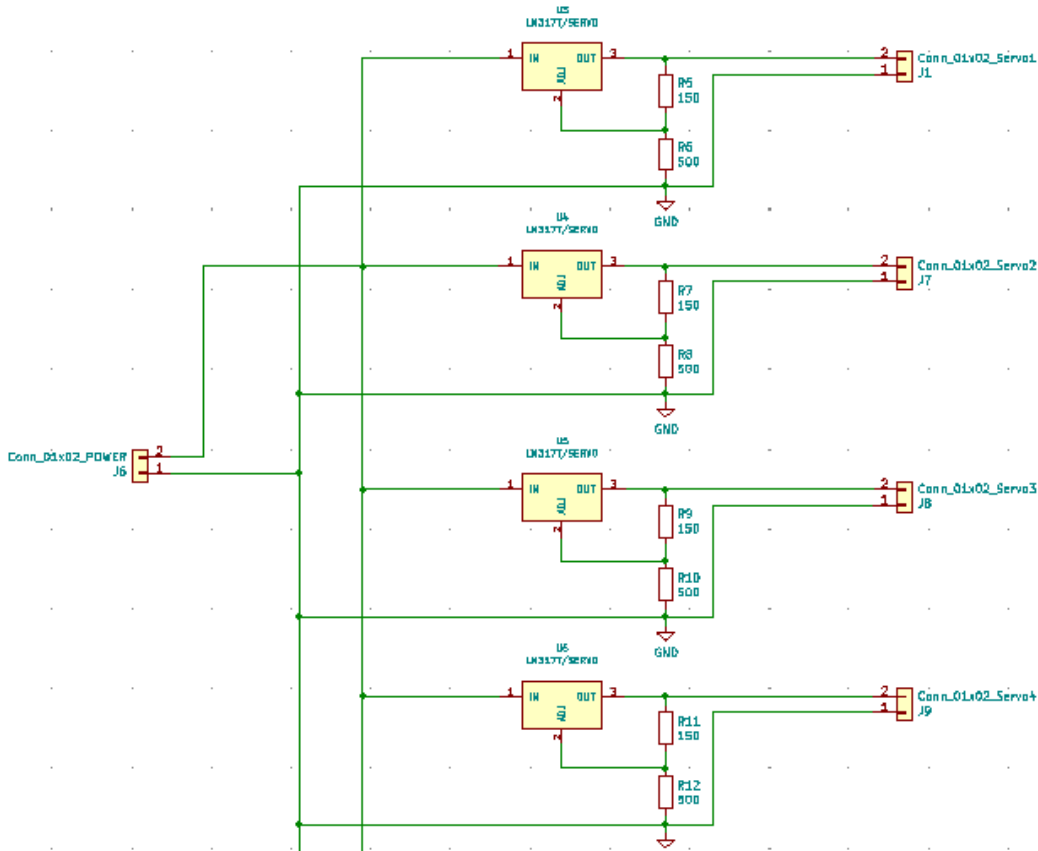 U3
LM317T/SERVO
1 IN OUT 3
ADJ
2
R5
150
R6
500
GND
2 Conn_01x02_Servo1
1 J1
U4
LM317T/SERVO
1 IN OUT 3
ADJ
2
R7
150
R8
500
GND
2 Conn_01x02_Servo2
1 J7
Conn_01x02_POWER 2
J6 1
U5
LM317T/SERVO
1 IN OUT 3
ADJ
2
R9
150
R10
500
GND
2 Conn_01x02_Servo3
1 J8
U6
LM317T/SERVO
1 IN OUT 3
ADJ
2
R11
150
R12
500
2 Conn_01x02_Servo4
1 J9